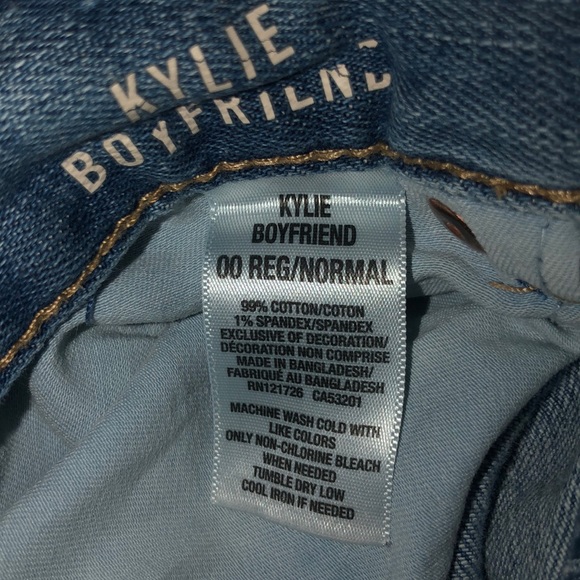 KYLIE
BOYFRIEND
KYLIE
BOYFRIEND
00 REG/NORMAL
99% COTTON/COTON
1% SPANDEX/SPANDEX
EXCLUSIVE OF DECORATION/
DÉCORATION NON COMPRISE
MADE IN BANGLADESH/
FABRIQUÉ AU BANGLADESH
RN121726 CA53201
MACHINE WASH COLD WITH
LIKE COLORS
ONLY NON-CHLORINE BLEACH
WHEN NEEDED
TUMBLE DRY LOW
COOL IRON IF NEEDED